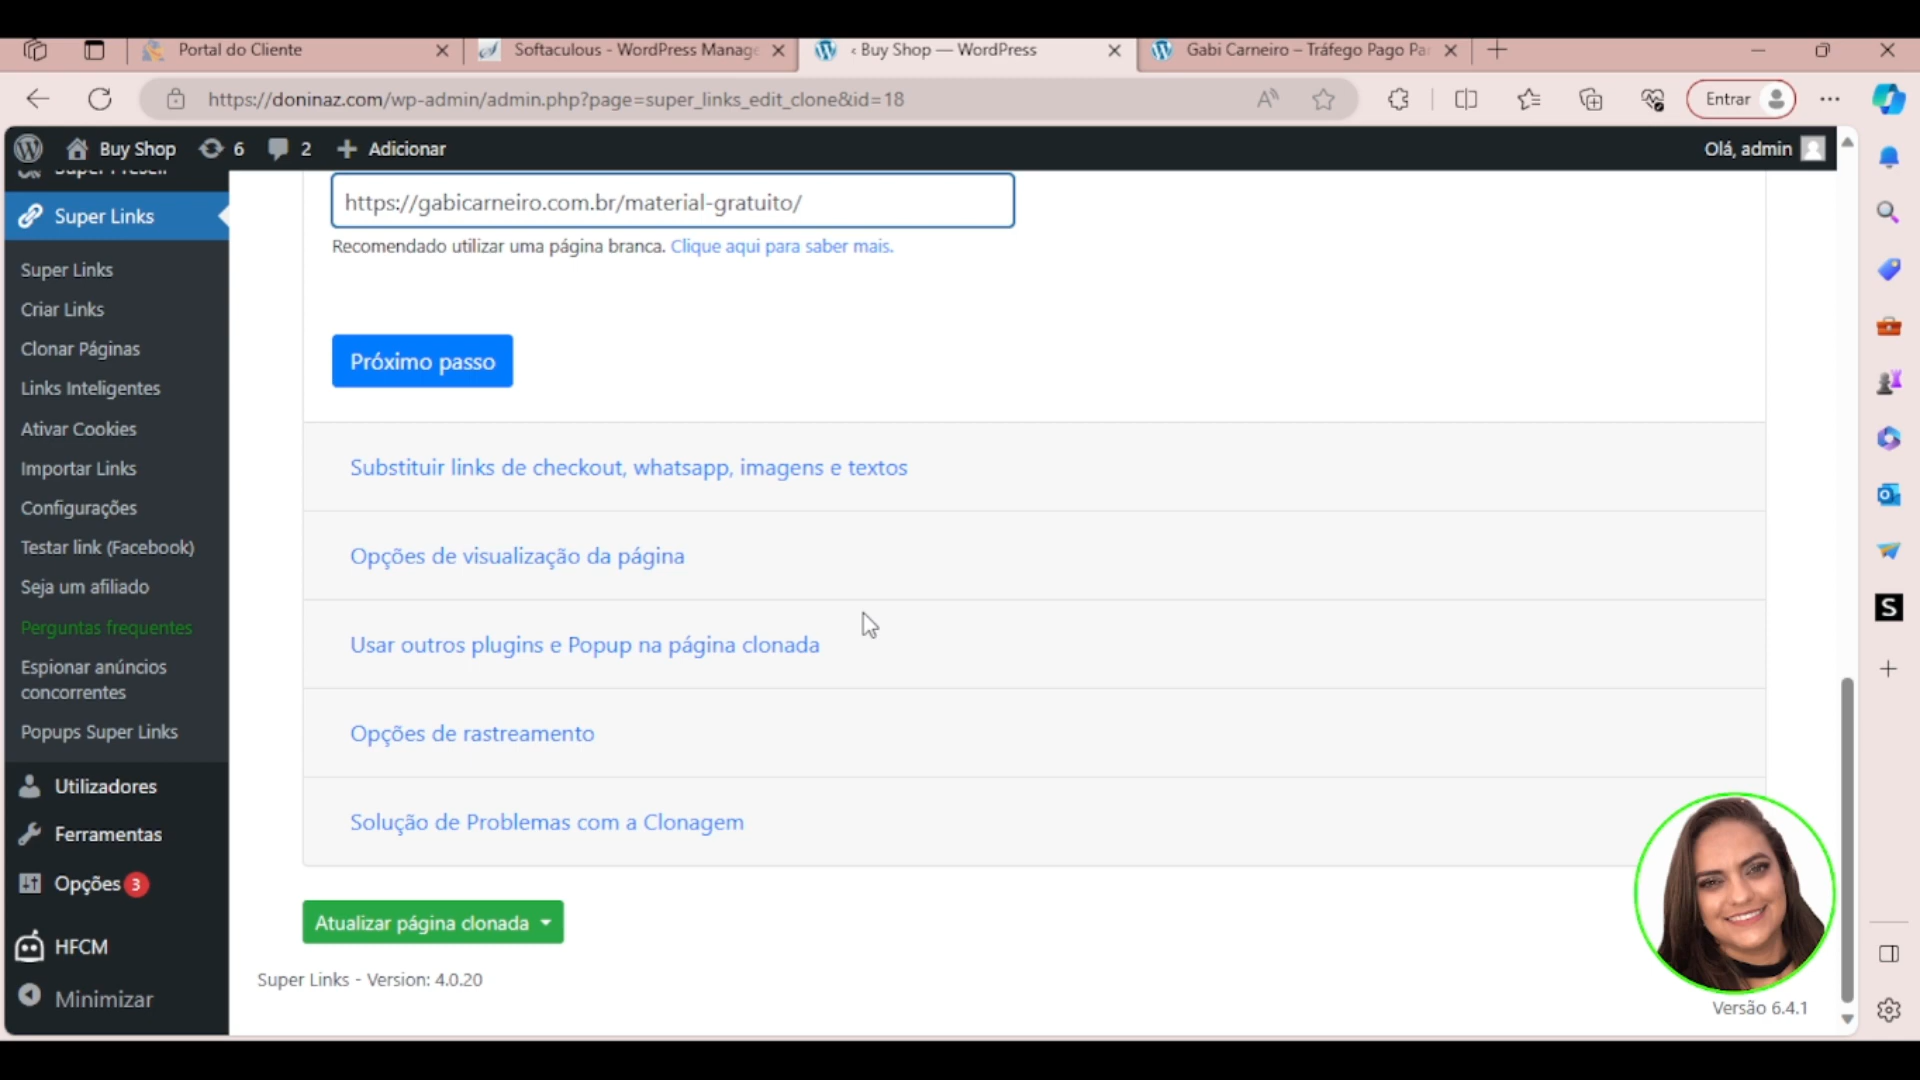 Portal do Cliente
Softaculous - WordPress Manage
‹ Buy Shop — WordPress
Gabi Carneiro – Tráfego Pago Pa
https://doninaz.com/wp-admin/admin.php?page=super_links_edit_clone&id=18
Entrar
Buy Shop
6
2
Adicionar
Olá, admin
Super Links
Super Links
Criar Links
Clonar Páginas
Links Inteligentes
Ativar Cookies
Importar Links
Configurações
Testar link (Facebook)
Seja um afiliado
Perguntas frequentes
Espionar anúncios
concorrentes
Popups Super Links
Utilizadores
Ferramentas
Opções 3
HFCM
Minimizar
https://gabicarneiro.com.br/material-gratuito/
Recomendado utilizar uma página branca. Clique aqui para saber mais.
Próximo passo
Substituir links de checkout, whatsapp, imagens e textos
Opções de visualização da página
Usar outros plugins e Popup na página clonada
Opções de rastreamento
Solução de Problemas com a Clonagem
Atualizar página clonada
Super Links - Version: 4.0.20
Versão 6.4.1
S